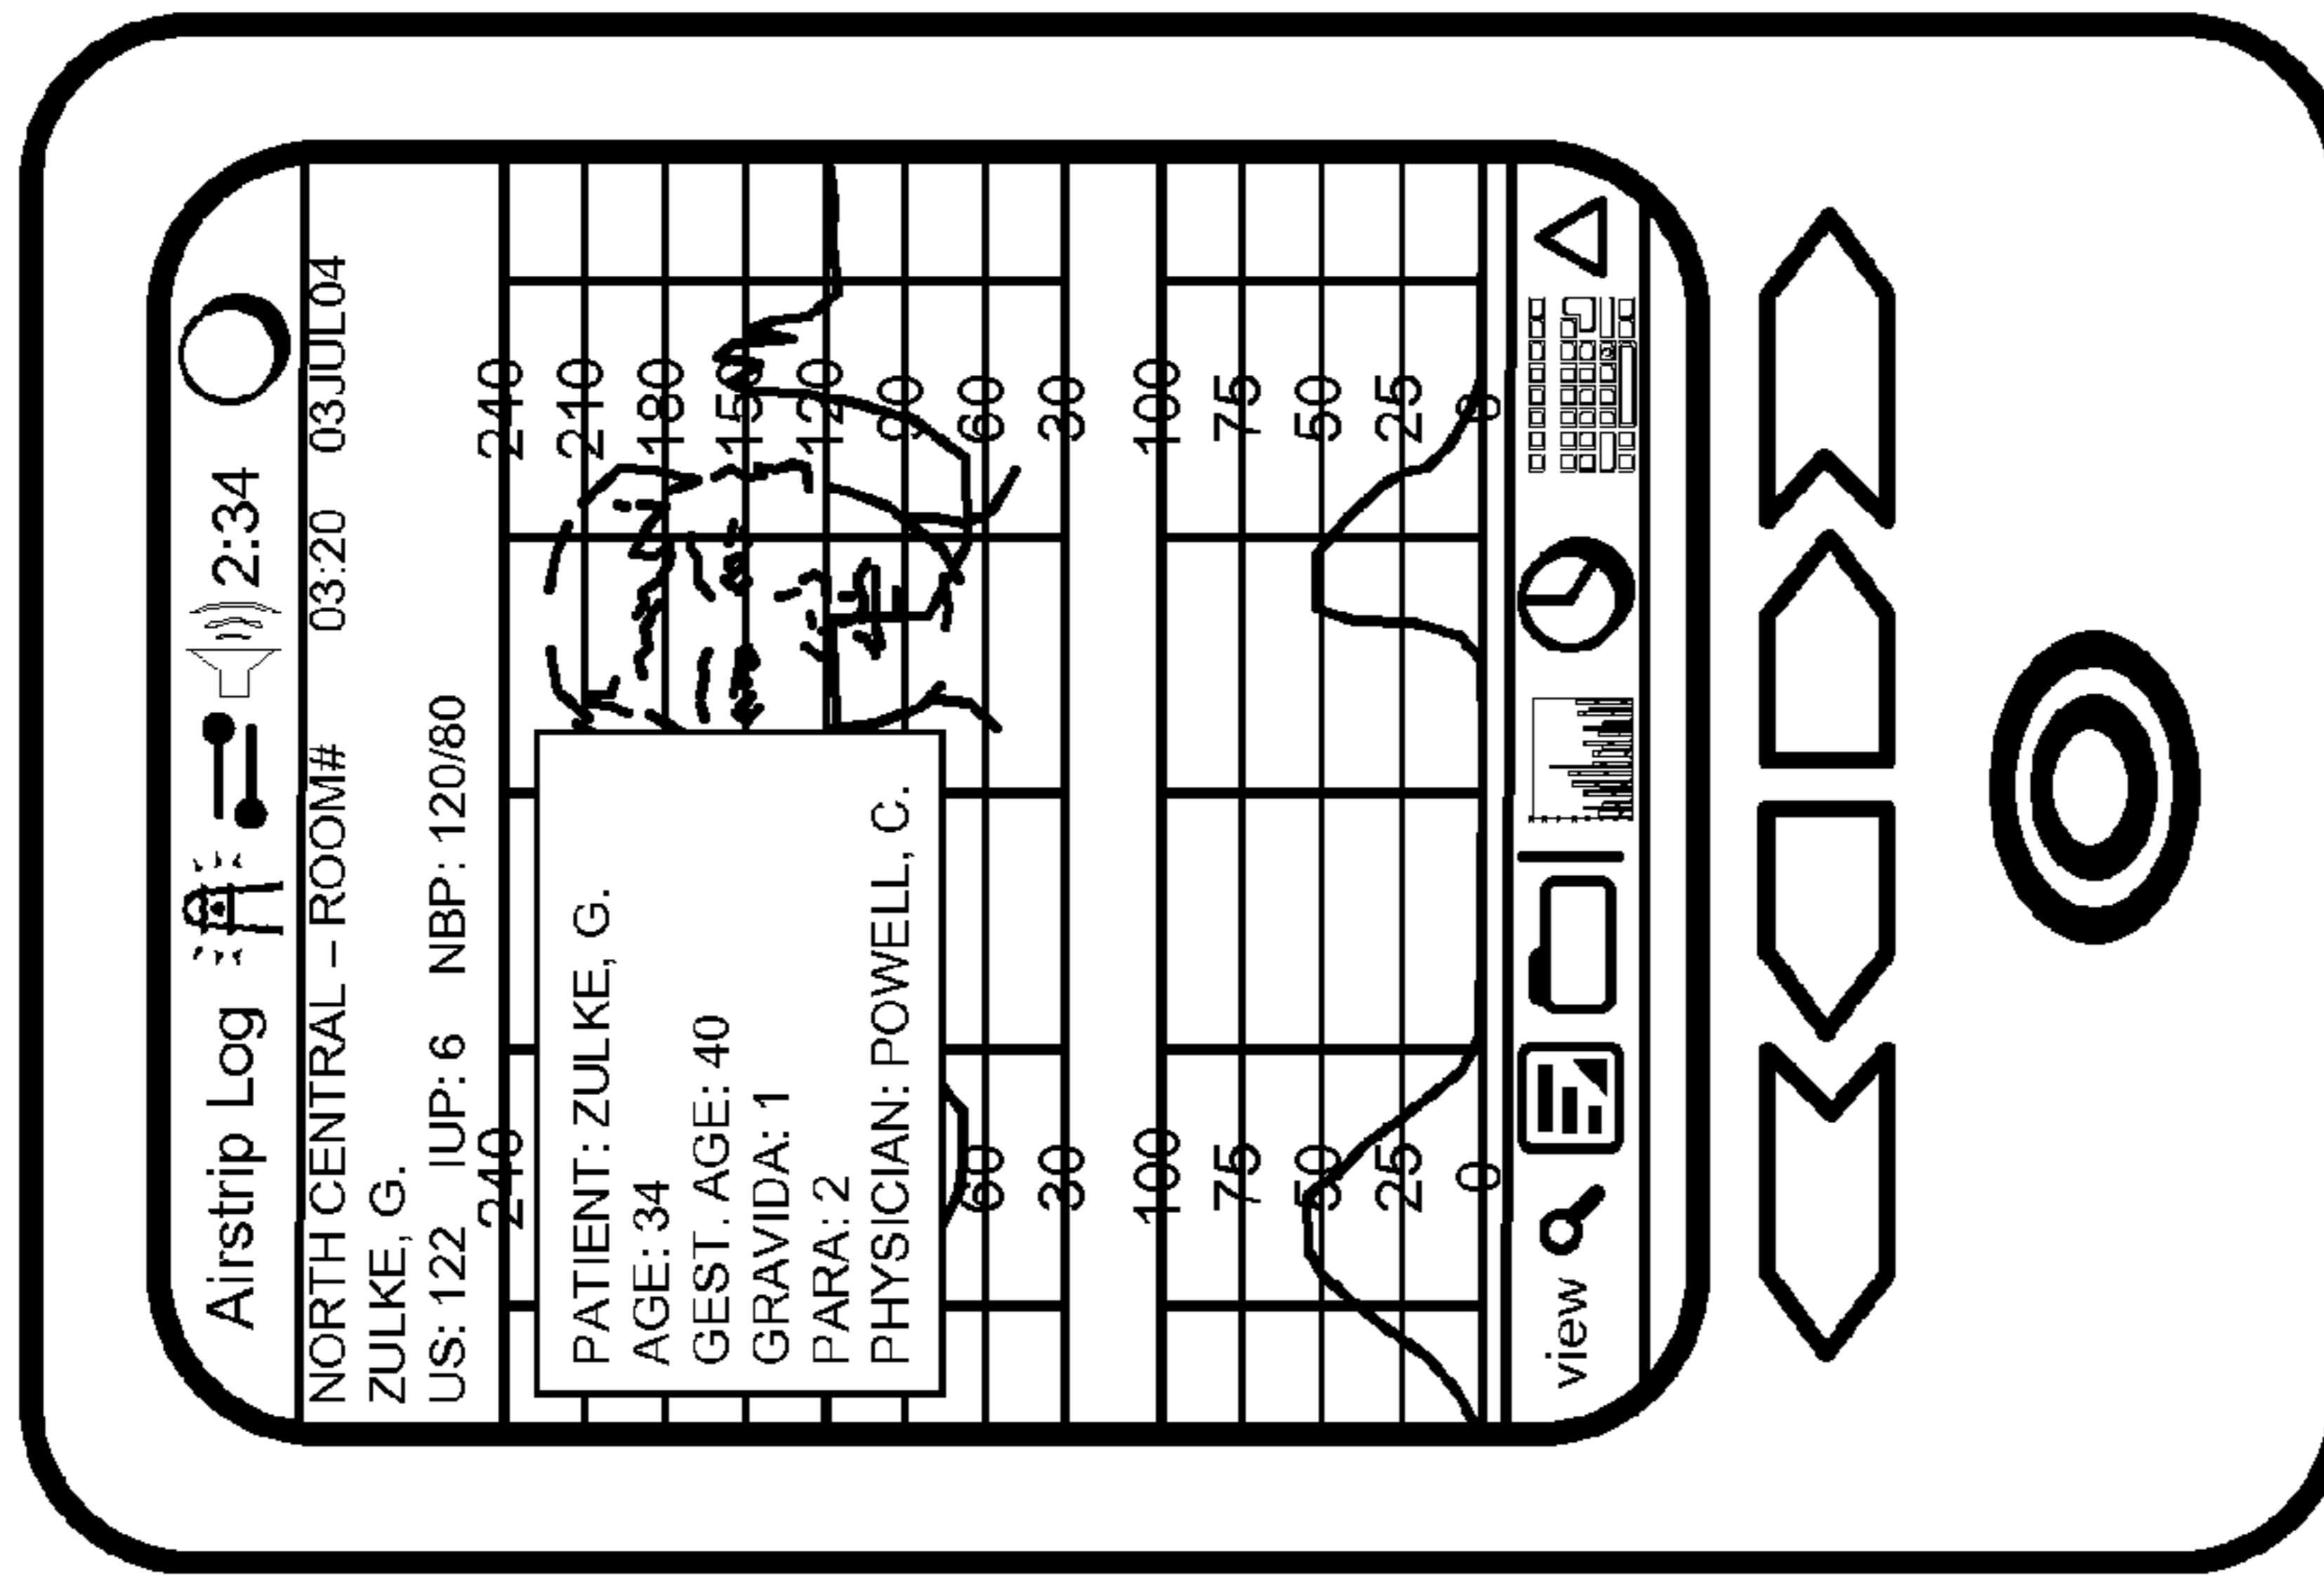 Airstrip Log 2:34
NORTH CENTRAL – ROOM# 03:20 03JUL04
ZULKE, G.
US: 122 IUP: 6 NBP: 120/80
240 240
210
180
150
120
90
60 60
30 30
100 100
75 75
50 50
25 25
0 0
PATIENT: ZULKE, G.
AGE: 34
GEST. AGE: 40
GRAVIDA: 1
PARA: 2
PHYSICIAN: POWELL, C.
view